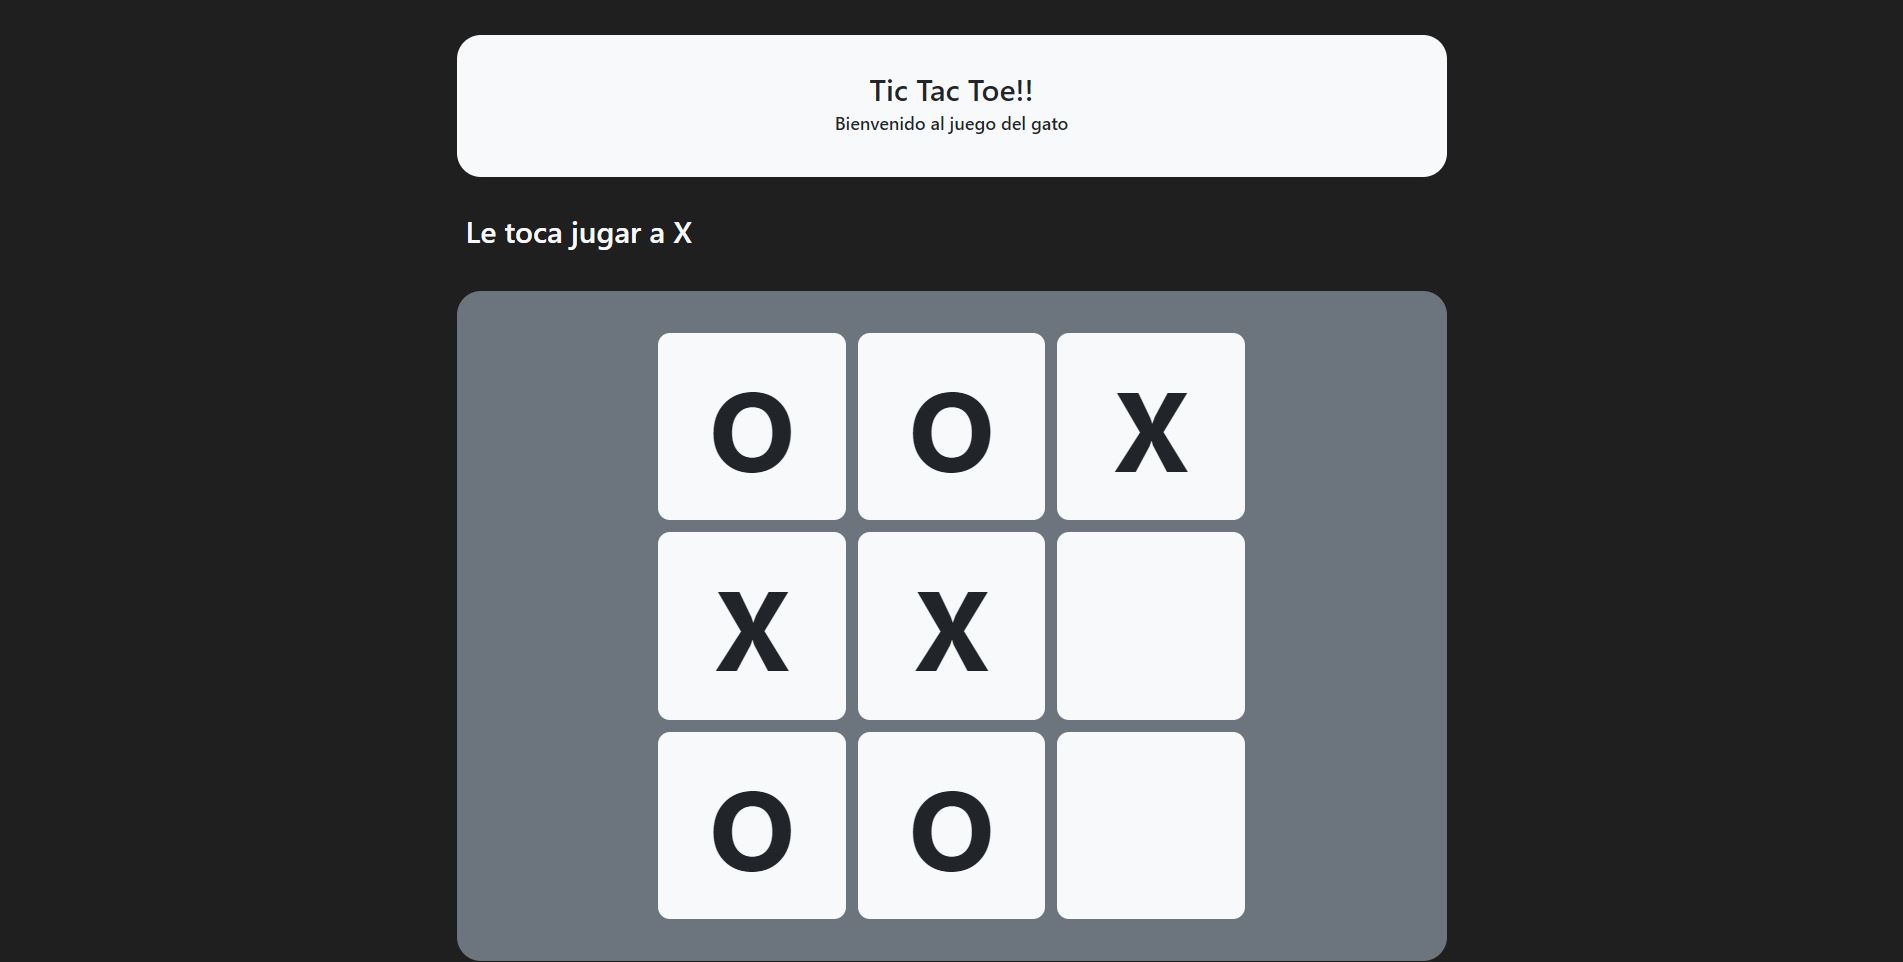 Tic Tac Toe!!
Bienvenido al juego del gato
Le toca jugar a X
O O X
X X
O O